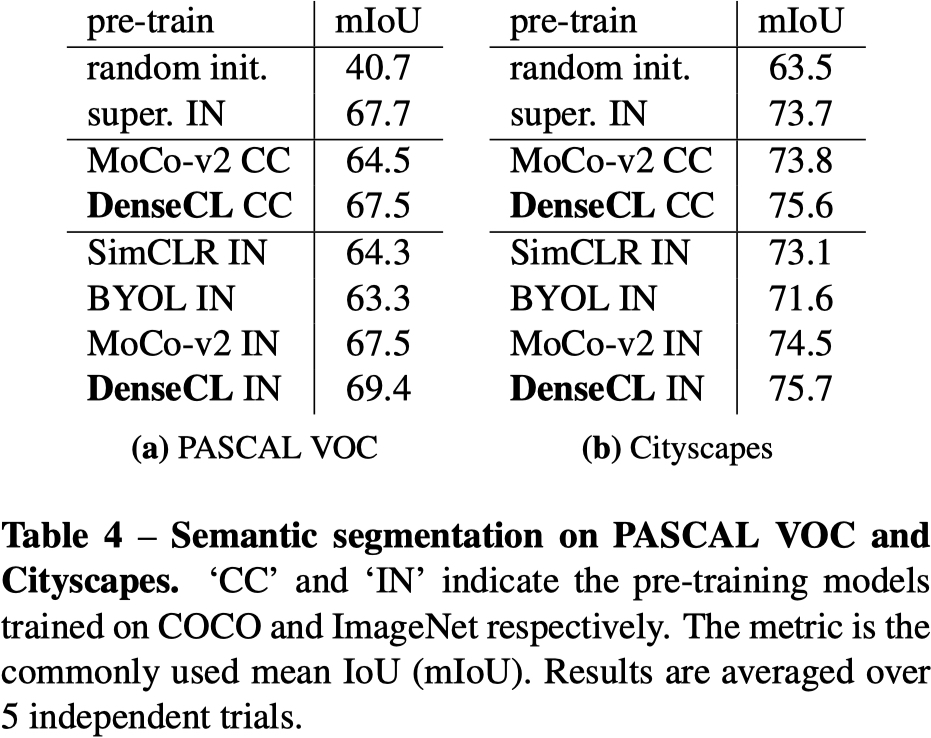 pre-train mIoU
random init. 40.7
super. IN 67.7
MoCo-v2 CC 64.5
DenseCL CC 67.5
SimCLR IN 64.3
BYOL IN 63.3
MoCo-v2 IN 67.5
DenseCL IN 69.4
(a) PASCAL VOC
pre-train mIoU
random init. 63.5
super. IN 73.7
MoCo-v2 CC 73.8
DenseCL CC 75.6
SimCLR IN 73.1
BYOL IN 71.6
MoCo-v2 IN 74.5
DenseCL IN 75.7
(b) Cityscapes
Table 4 – Semantic segmentation on PASCAL VOC and
Cityscapes. ‘CC’ and ‘IN’ indicate the pre-training models
trained on COCO and ImageNet respectively. The metric is the
commonly used mean IoU (mIoU). Results are averaged over
5 independent trials.